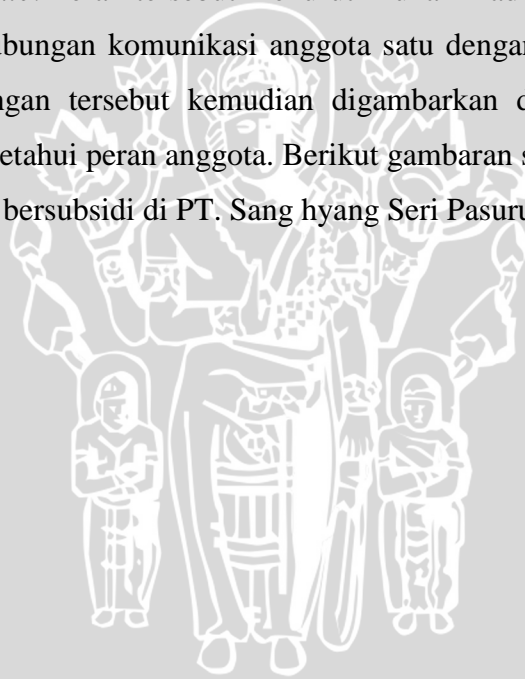 bungan komunikasi anggota satu dengan
ngan tersebut kemudian digambarkan d
etahui peran anggota. Berikut gambaran s
bersubsidi di PT. Sang hyang Seri Pasuru